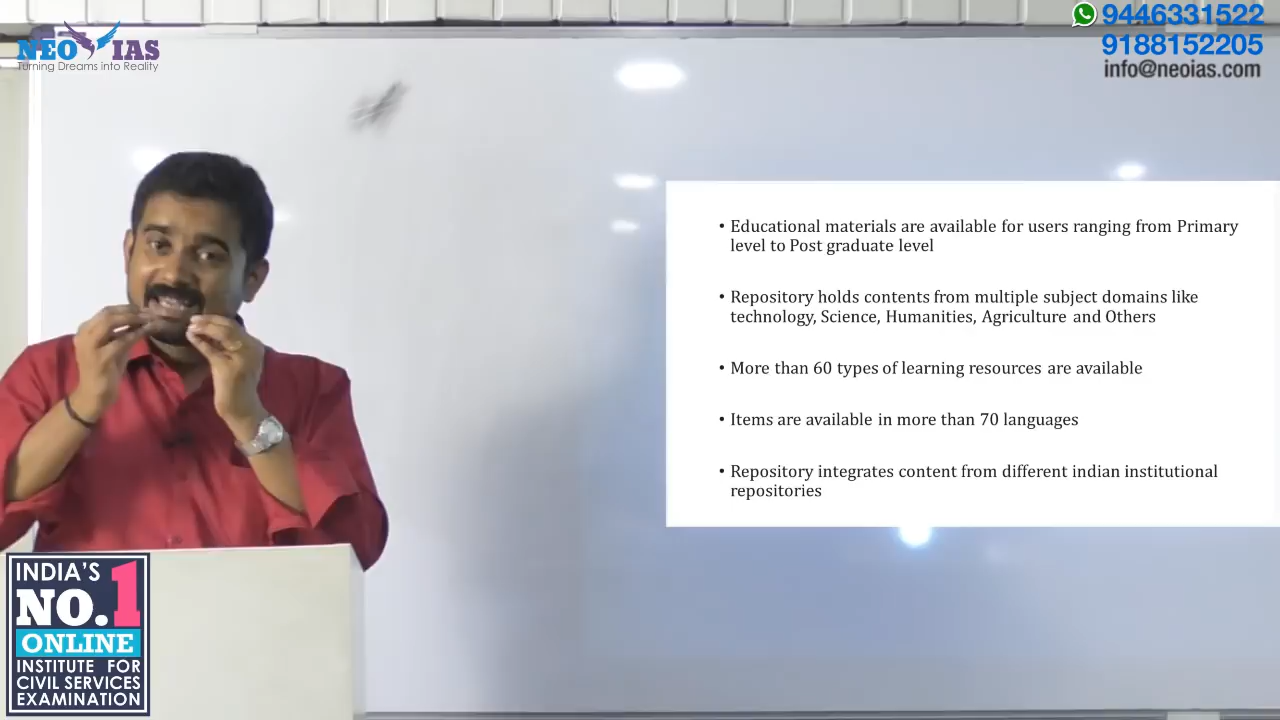 NEO IAS
Turning Dreams into Reality
9446331522
9188152205
info@neoias.com
• Educational materials are available for users ranging from Primary
level to Post graduate level
• Repository holds contents from multiple subject domains like
technology, Science, Humanities, Agriculture and Others
• More than 60 types of learning resources are available
• Items are available in more than 70 languages
• Repository integrates content from different indian institutional
repositories
INDIA'S
NO.1
ONLINE
INSTITUTE FOR
CIVIL SERVICES
EXAMINATION